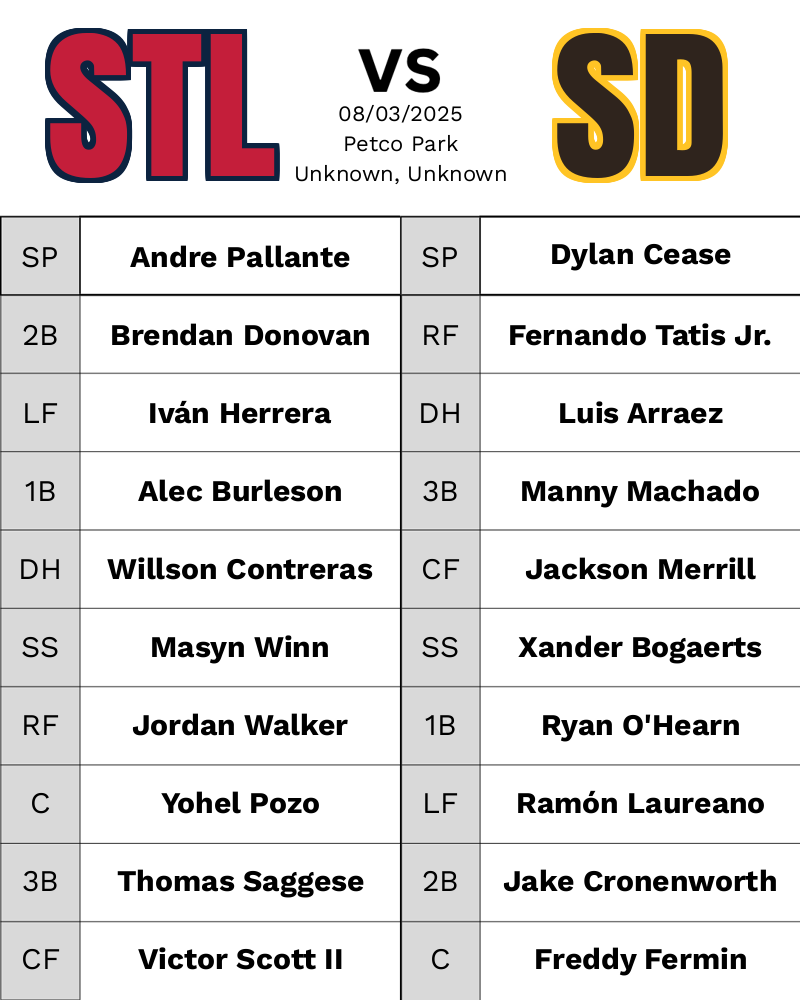 STL
VS
SD
08/03/2025
Petco Park
Unknown, Unknown
SP Andre Pallante SP Dylan Cease
2B Brendan Donovan RF Fernando Tatis Jr.
LF Iván Herrera DH Luis Arraez
1B Alec Burleson 3B Manny Machado
DH Willson Contreras CF Jackson Merrill
SS Masyn Winn SS Xander Bogaerts
RF Jordan Walker 1B Ryan O'Hearn
C Yohel Pozo LF Ramón Laureano
3B Thomas Saggese 2B Jake Cronenworth
CF Victor Scott II C Freddy Fermin